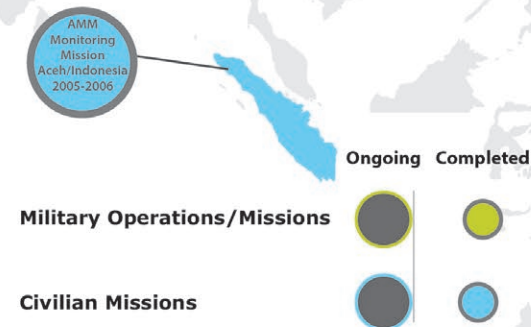 AMM
Monitoring
Mission
Aceh/Indonesia
2005-2006
Ongoing Completed
Military Operations/Missions
Civilian Missions